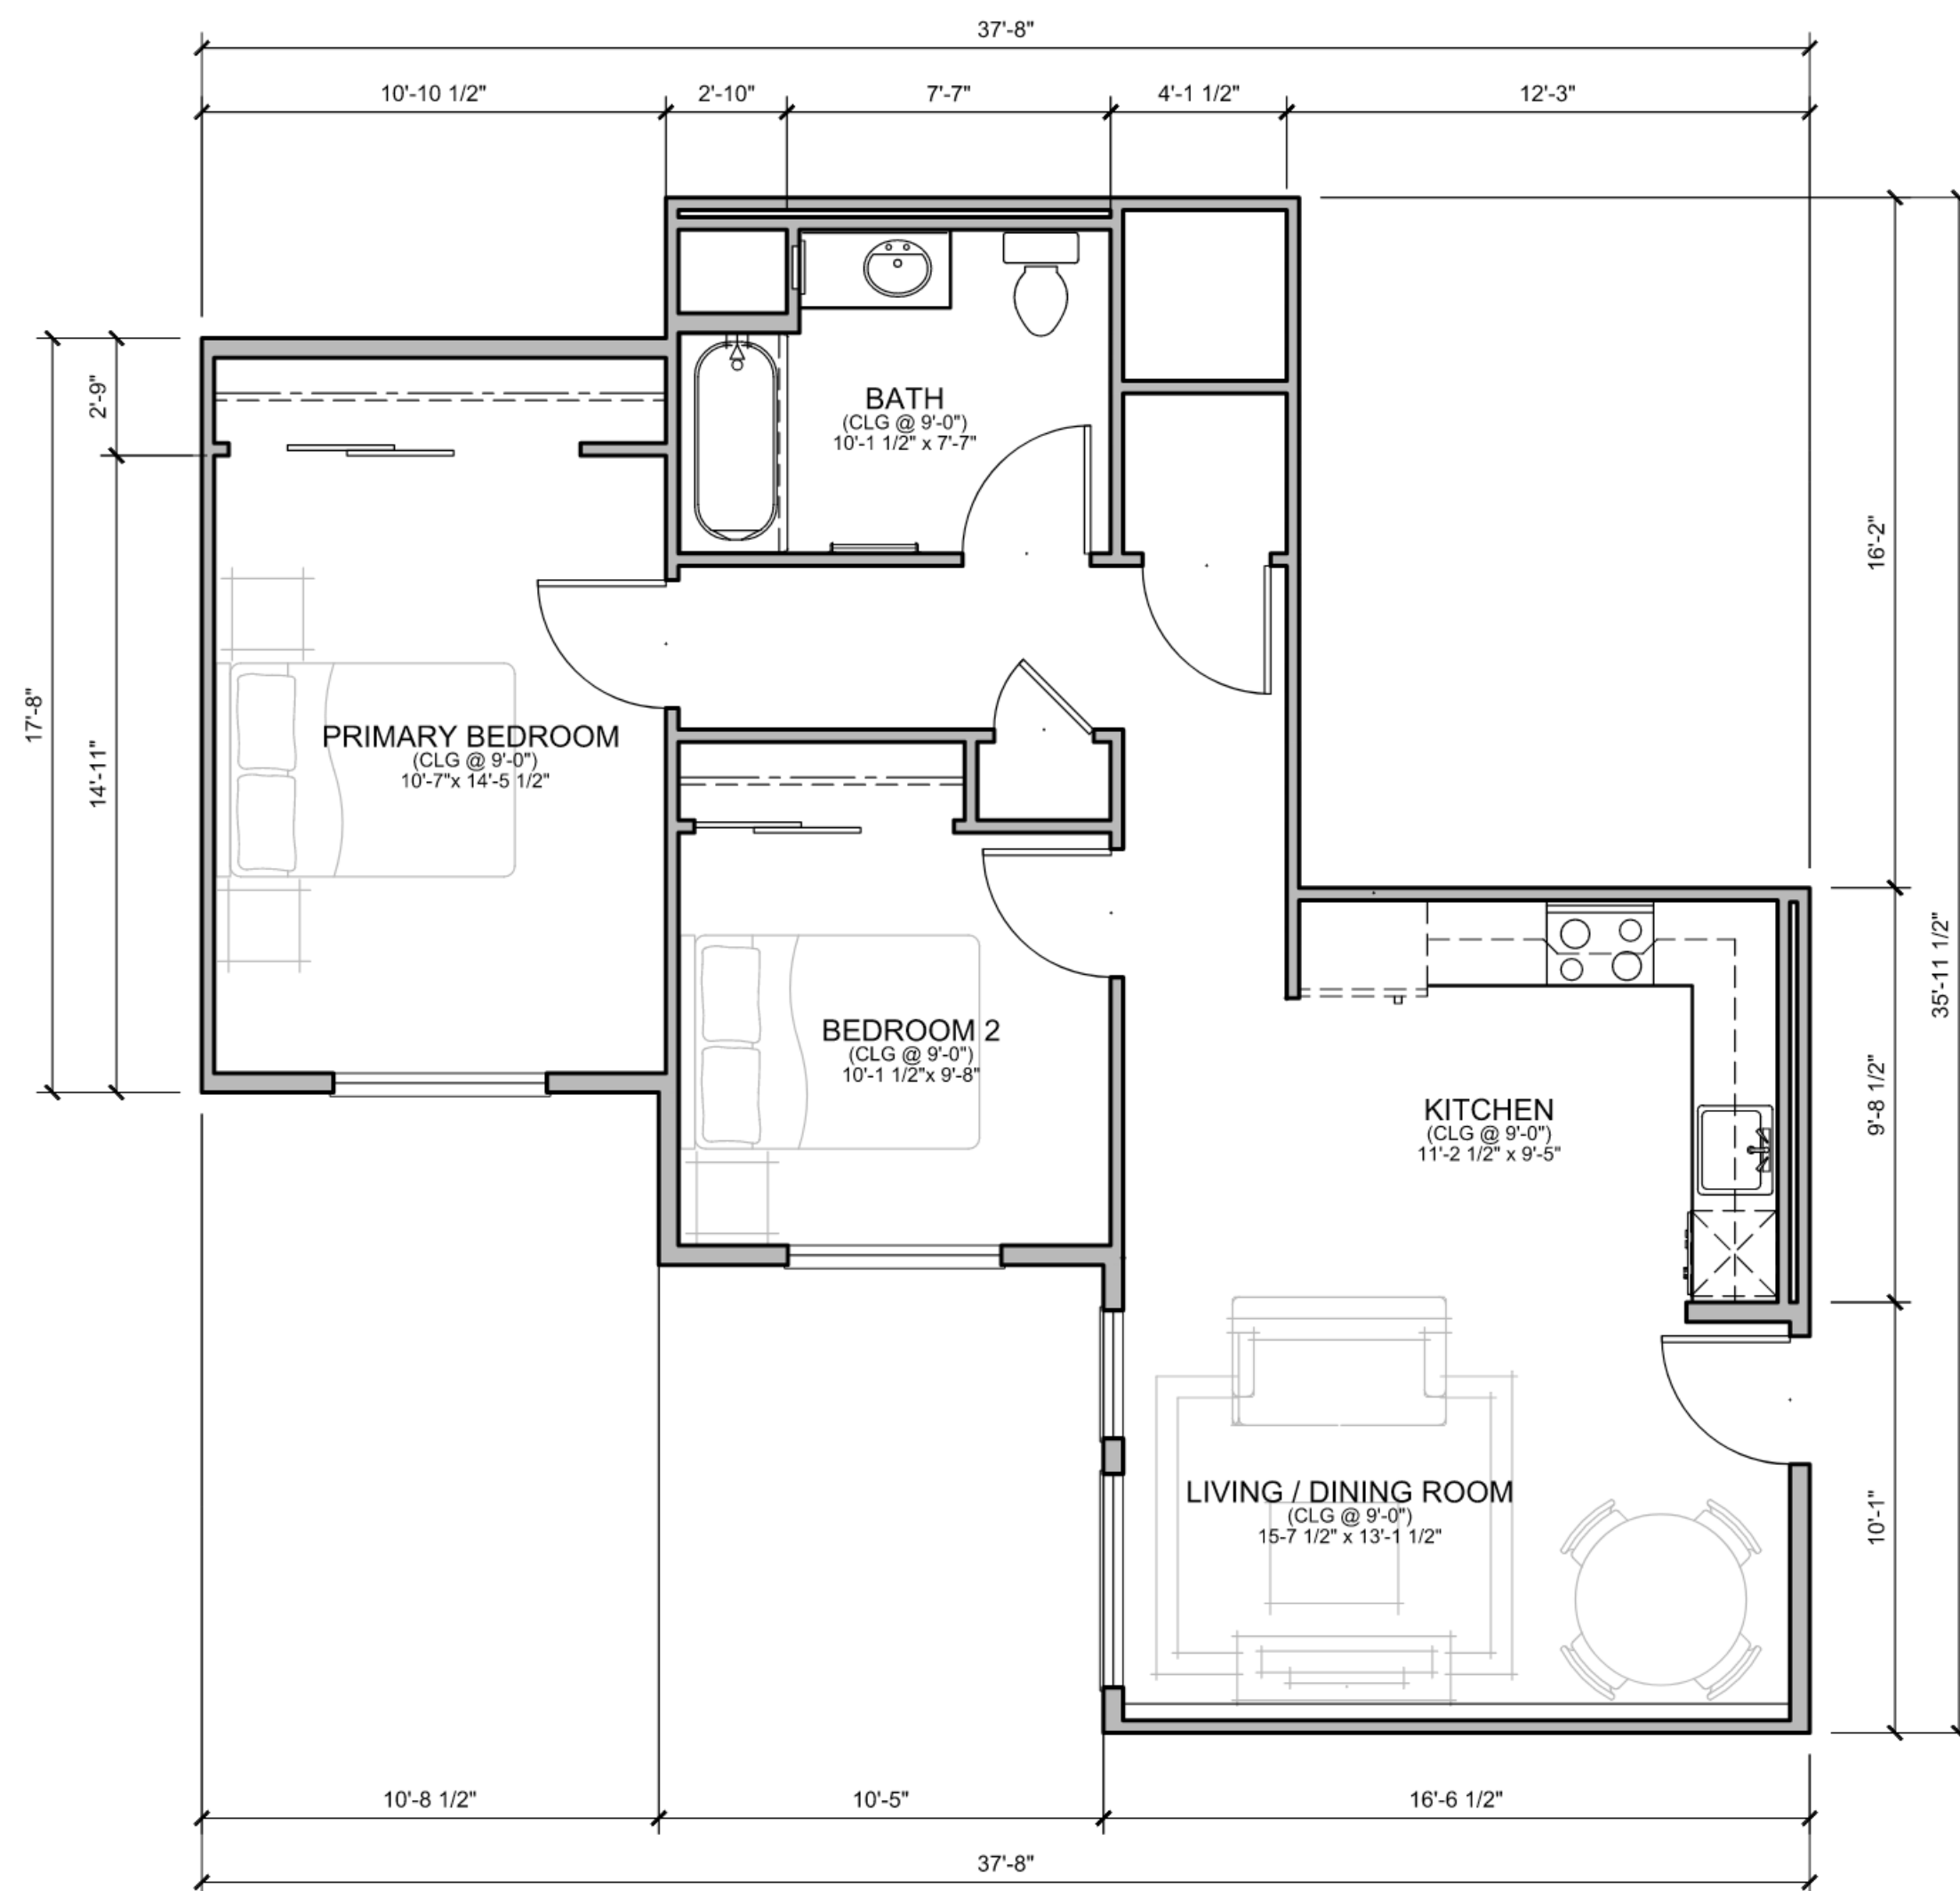 37'-8"
10'-10 1/2"
2'-10"
7'-7"
4'-1 1/2"
12'-3"
2'-9"
17'-8"
14'-11"
BATH
(CLG @ 9'-0")
10'-1 1/2" x 7'-7"
16'-2"
35'-11 1/2"
PRIMARY BEDROOM
(CLG @ 9'-0")
10'-7"x 14'-5 1/2"
BEDROOM 2
(CLG @ 9'-0")
10'-1 1/2"x 9'-8"
KITCHEN
(CLG @ 9'-0")
11'-2 1/2" x 9'-5"
9'-8 1/2"
LIVING / DINING ROOM
(CLG @ 9'-0")
15-7 1/2" x 13'-1 1/2"
10'-1"
10'-8 1/2"
10'-5"
16'-6 1/2"
37'-8"